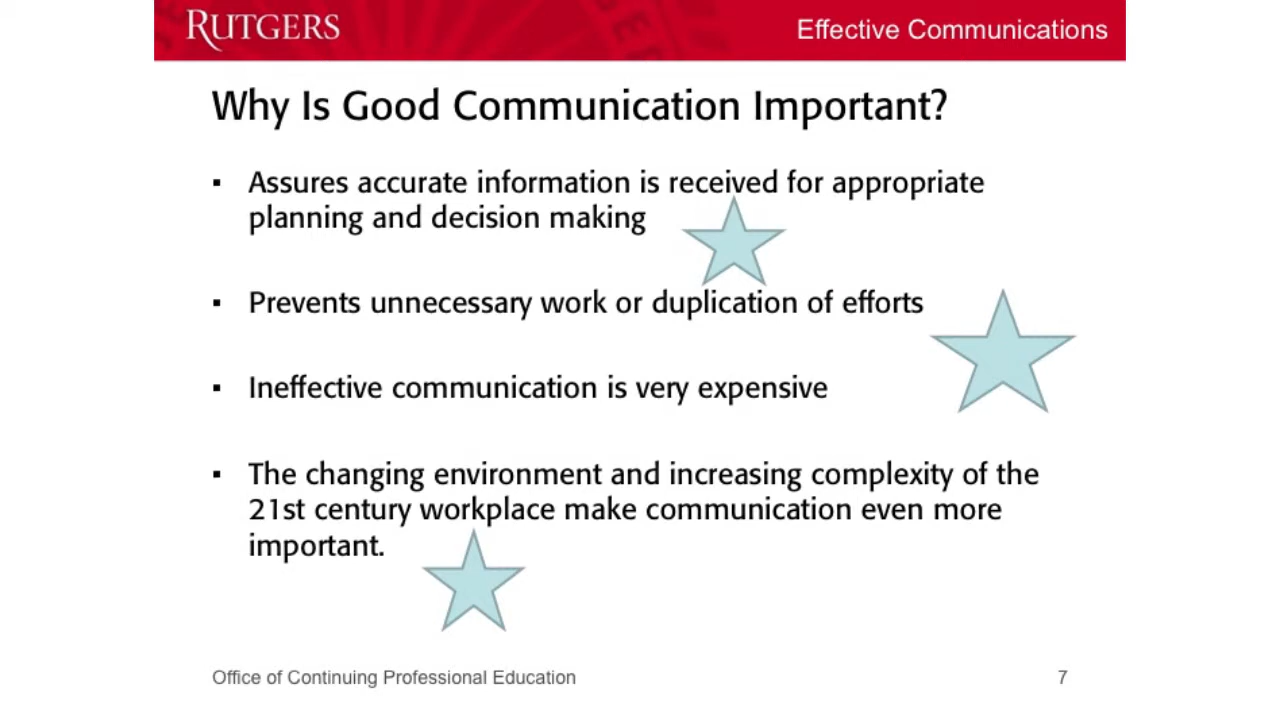 RUTGERS
Effective Communications
Why Is Good Communication Important?
▪ Assures accurate information is received for appropriate
planning and decision making
▪ Prevents unnecessary work or duplication of efforts
▪ Ineffective communication is very expensive
▪ The changing environment and increasing complexity of the
21st century workplace make communication even more
important.
Office of Continuing Professional Education
7